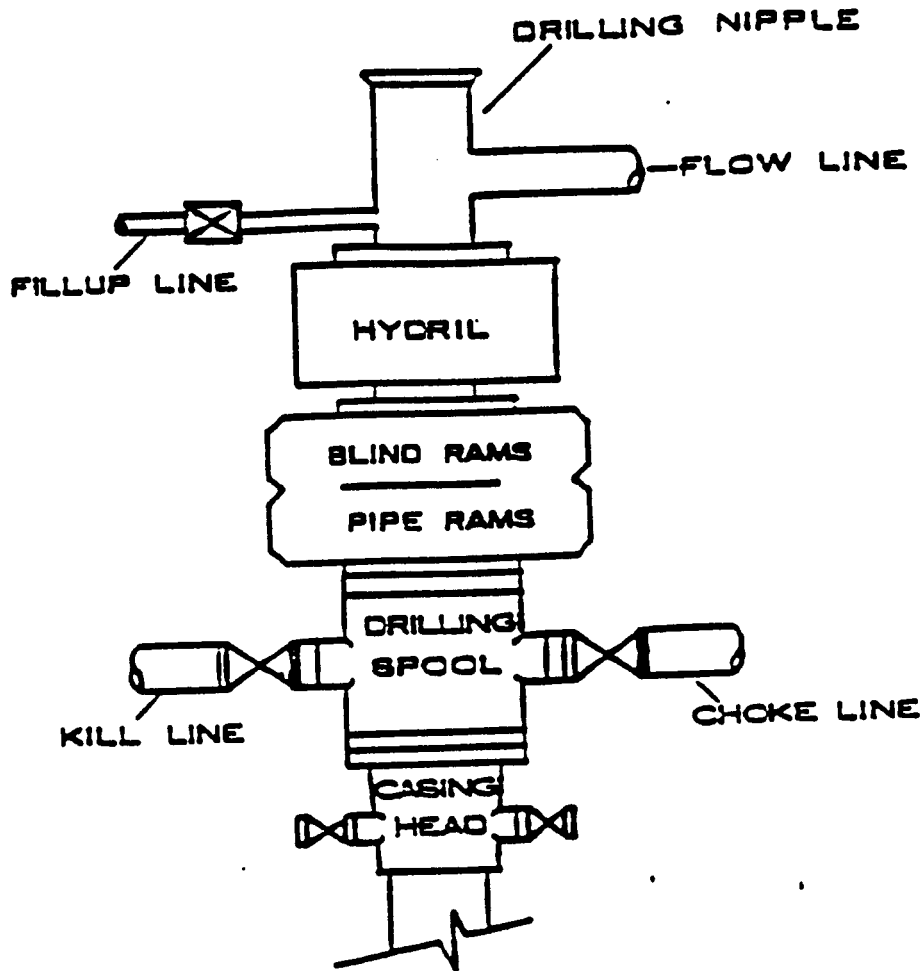 DRILLING NIPPLE
FLOW LINE
FILLUP LINE
HYDRIL
BLIND RAMS
PIPE RAMS
DRILLING
SPOOL
KILL LINE
CHOKE LINE
CASING
HEAD